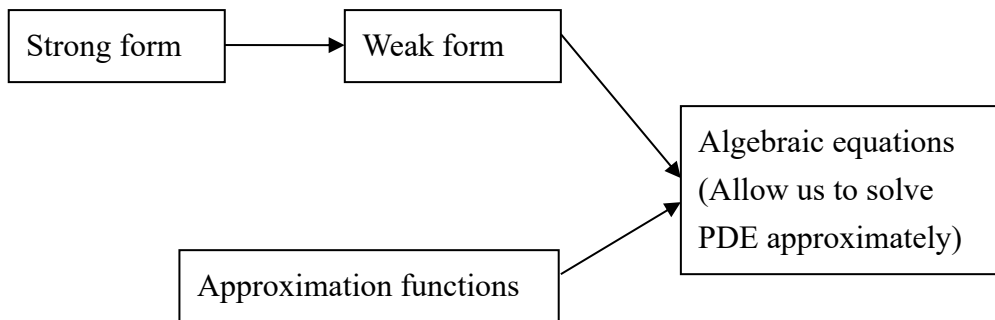 Strong form
Weak form
Algebraic equations
(Allow us to solve
PDE approximately)
Approximation functions